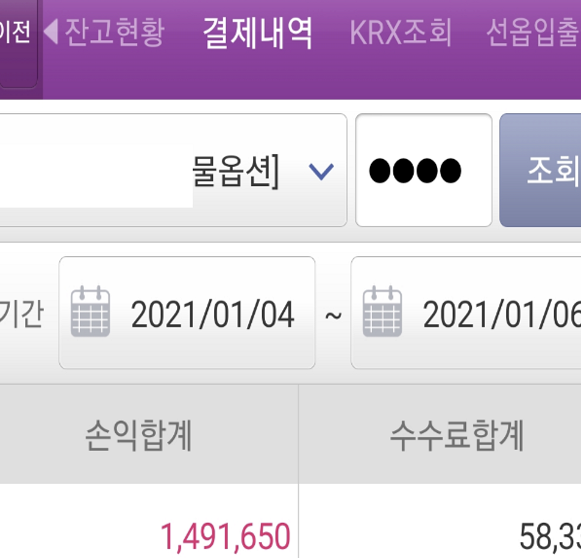 이전 잔고현황 결제내역 KRX조회 선옵입출
물옵션] ●●●● 조회
기간 2021/01/04 ~ 2021/01/06
손익합계 수수료합계
1,491,650 58,33